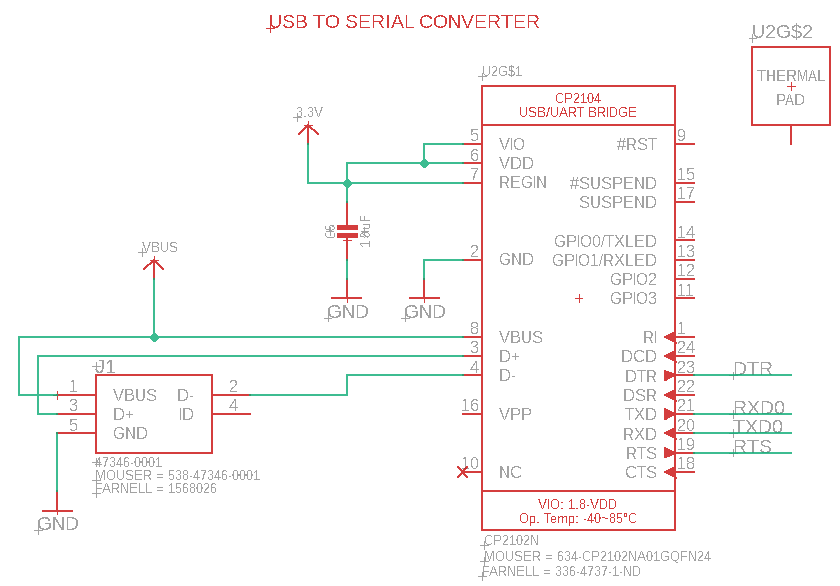 USB TO SERIAL CONVERTER
U2G$2
THERMAL
PAD
U2G$1
CP2104
USB/UART BRIDGE
3.3V
5 VIO #RST 9
6 VDD
7 REGIN #SUSPEND 15
SUSPEND 17
GPIO0/TXLED 14
2 GND GPIO1/RXLED 13
GPIO2 12
GPIO3 11
GND GND
VBUS
8 VBUS RI 1
3 D+ DCD 24
4 D- DTR 23 DTR
DSR 22
16 VPP TXD 21 RXD0
RXD 20 TXD0
RTS 19 RTS
10 NC CTS 18
J1
1 VBUS D- 2
3 D+ ID 4
5 GND
47346-0001
MOUSER = 538-47346-0001
FARNELL = 1568026
GND
VIO: 1.8-VDD
Op. Temp: -40~85°C
CP2102N
MOUSER = 634-CP2102NA01GQFN24
FARNELL = 336-4737-1-ND